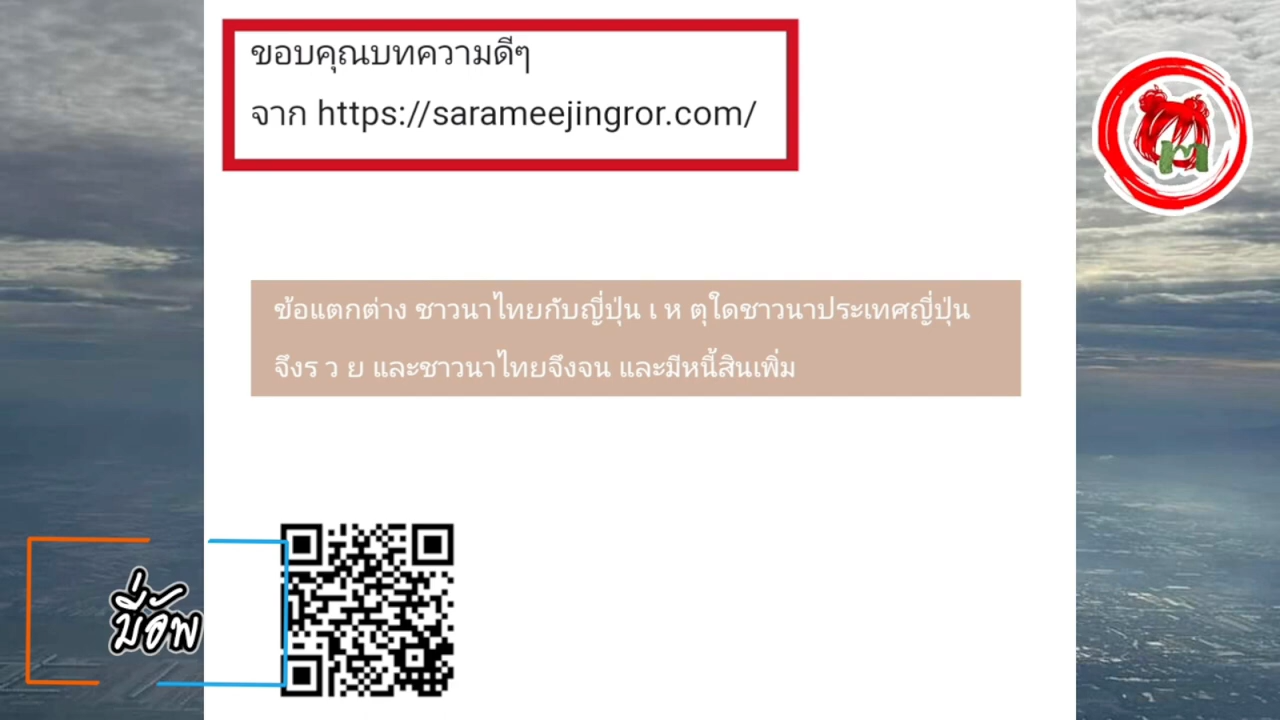 ขอบคุณบทความดีๆ
จาก https://sarameejingror.com/
ข้อแตกต่าง ชาวนาไทยกับญี่ปุ่น เ ห ตุใดชาวนาประเทศญี่ปุ่น
จึงร ว ย และชาวนาไทยจึงจน และมีหนี้สินเพิ่ม
มี่อัพ